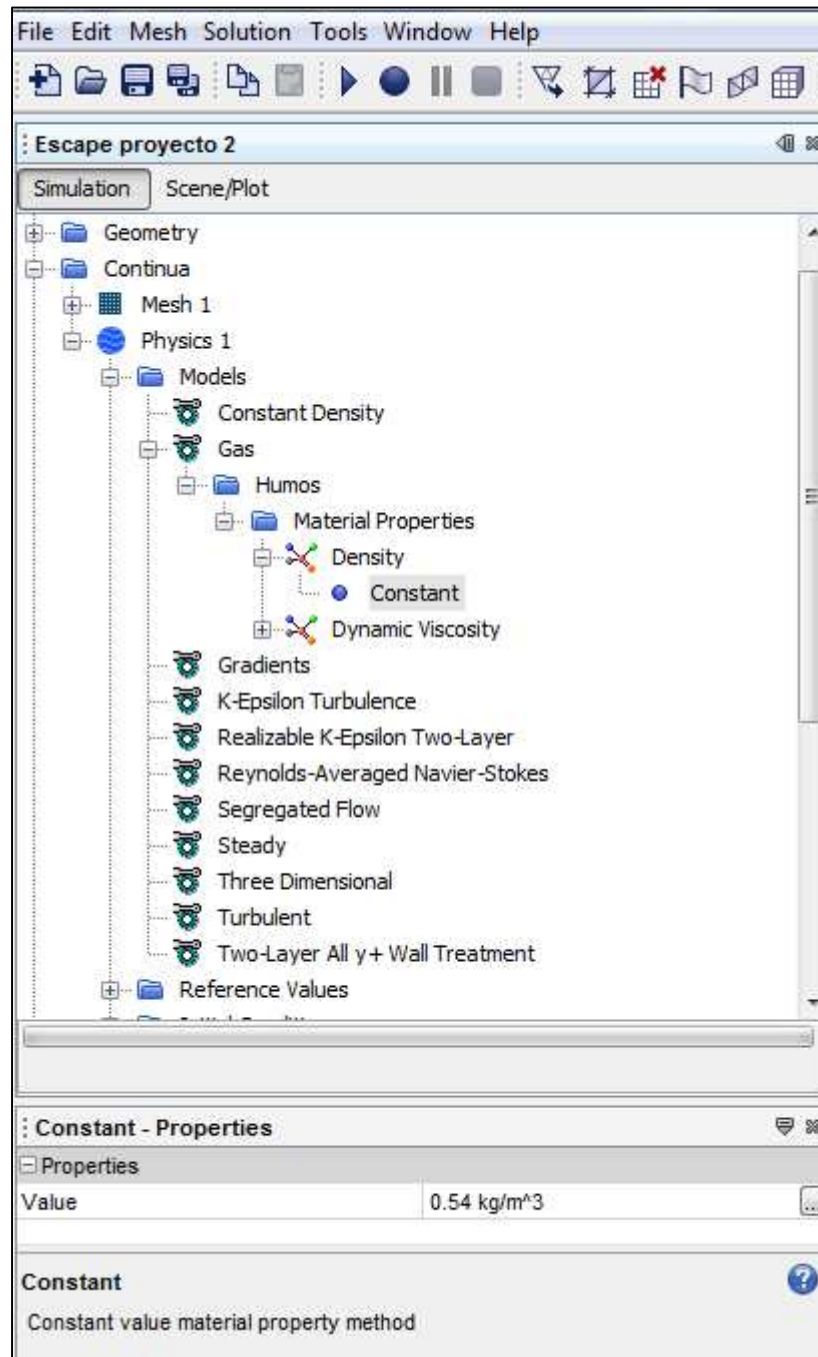 File Edit Mesh Solution Tools Window Help
Escape proyecto 2
Simulation Scene/Plot
Geometry
Continua
Mesh 1
Physics 1
Models
Constant Density
Gas
Humos
Material Properties
Density
Constant
Dynamic Viscosity
Gradients
K-Epsilon Turbulence
Realizable K-Epsilon Two-Layer
Reynolds-Averaged Navier-Stokes
Segregated Flow
Steady
Three Dimensional
Turbulent
Two-Layer All y+ Wall Treatment
Reference Values
Constant - Properties
Properties
Value 0.54 kg/m^3 ...
Constant
Constant value material property method